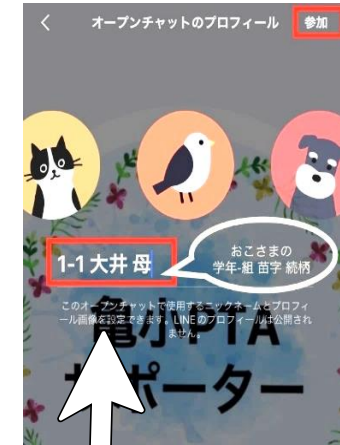 オープンチャットのプロフィール 参加
1-1 大井 母
おこさまの
学年-組 苗字 続柄
このオープンチャットで使用するニックネームとプロフィ
ール画像を設定できます。LINEのプロフィールは公開され
ません。
小 TA
ポーター